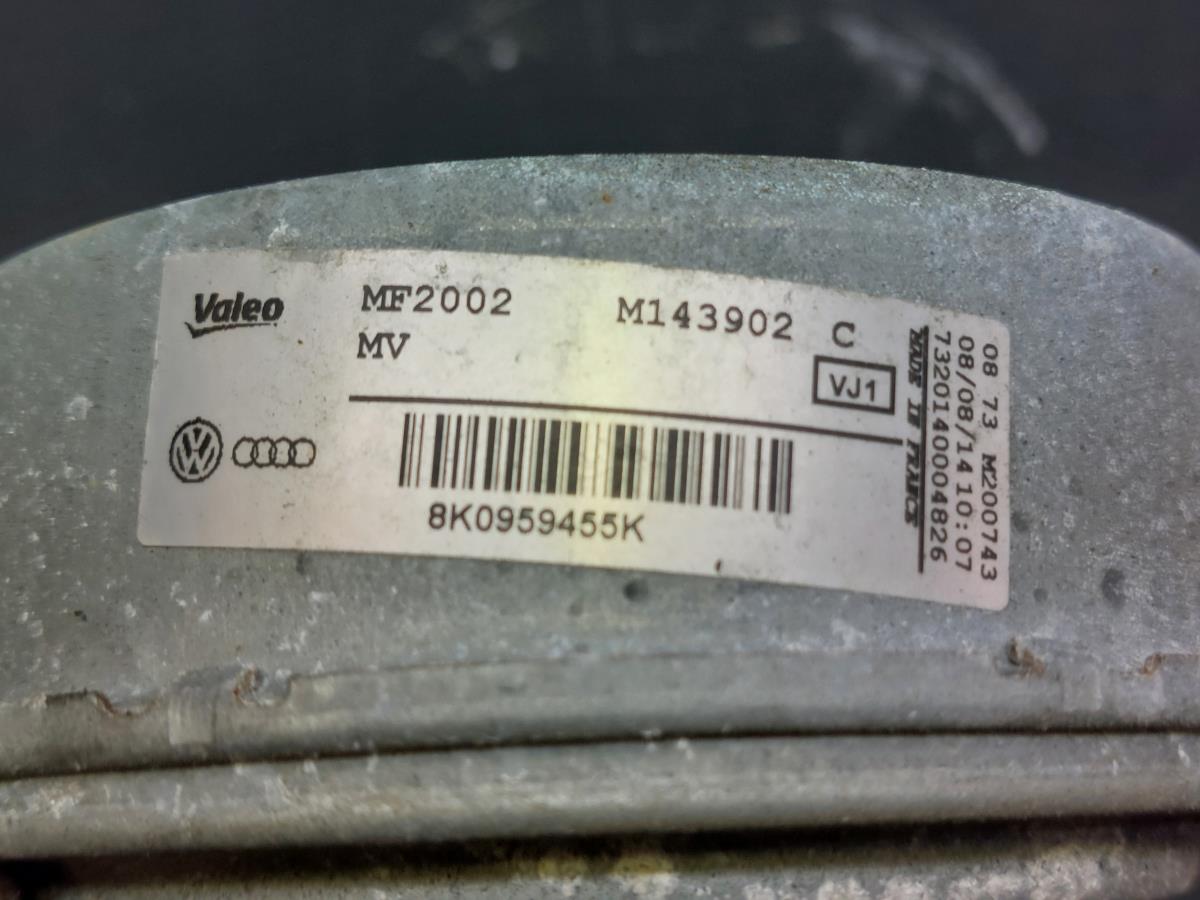 Valeo
MF2002 M143902 C
MV
VJ1
8K0959455K
MADE IN FRANCE
7320140004826
08/08/14 10:07
08 73 M200743